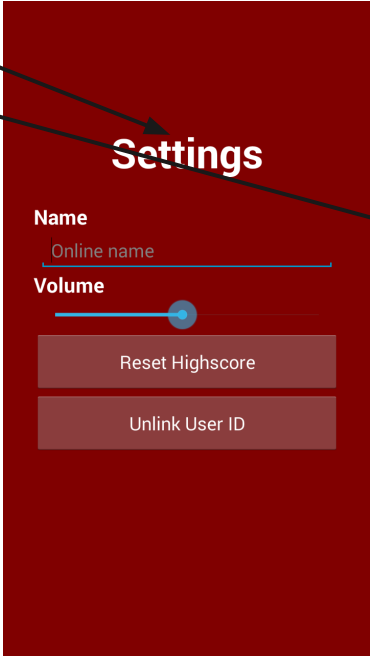 Settings
Name
Online name
Volume
Reset Highscore
Unlink User ID